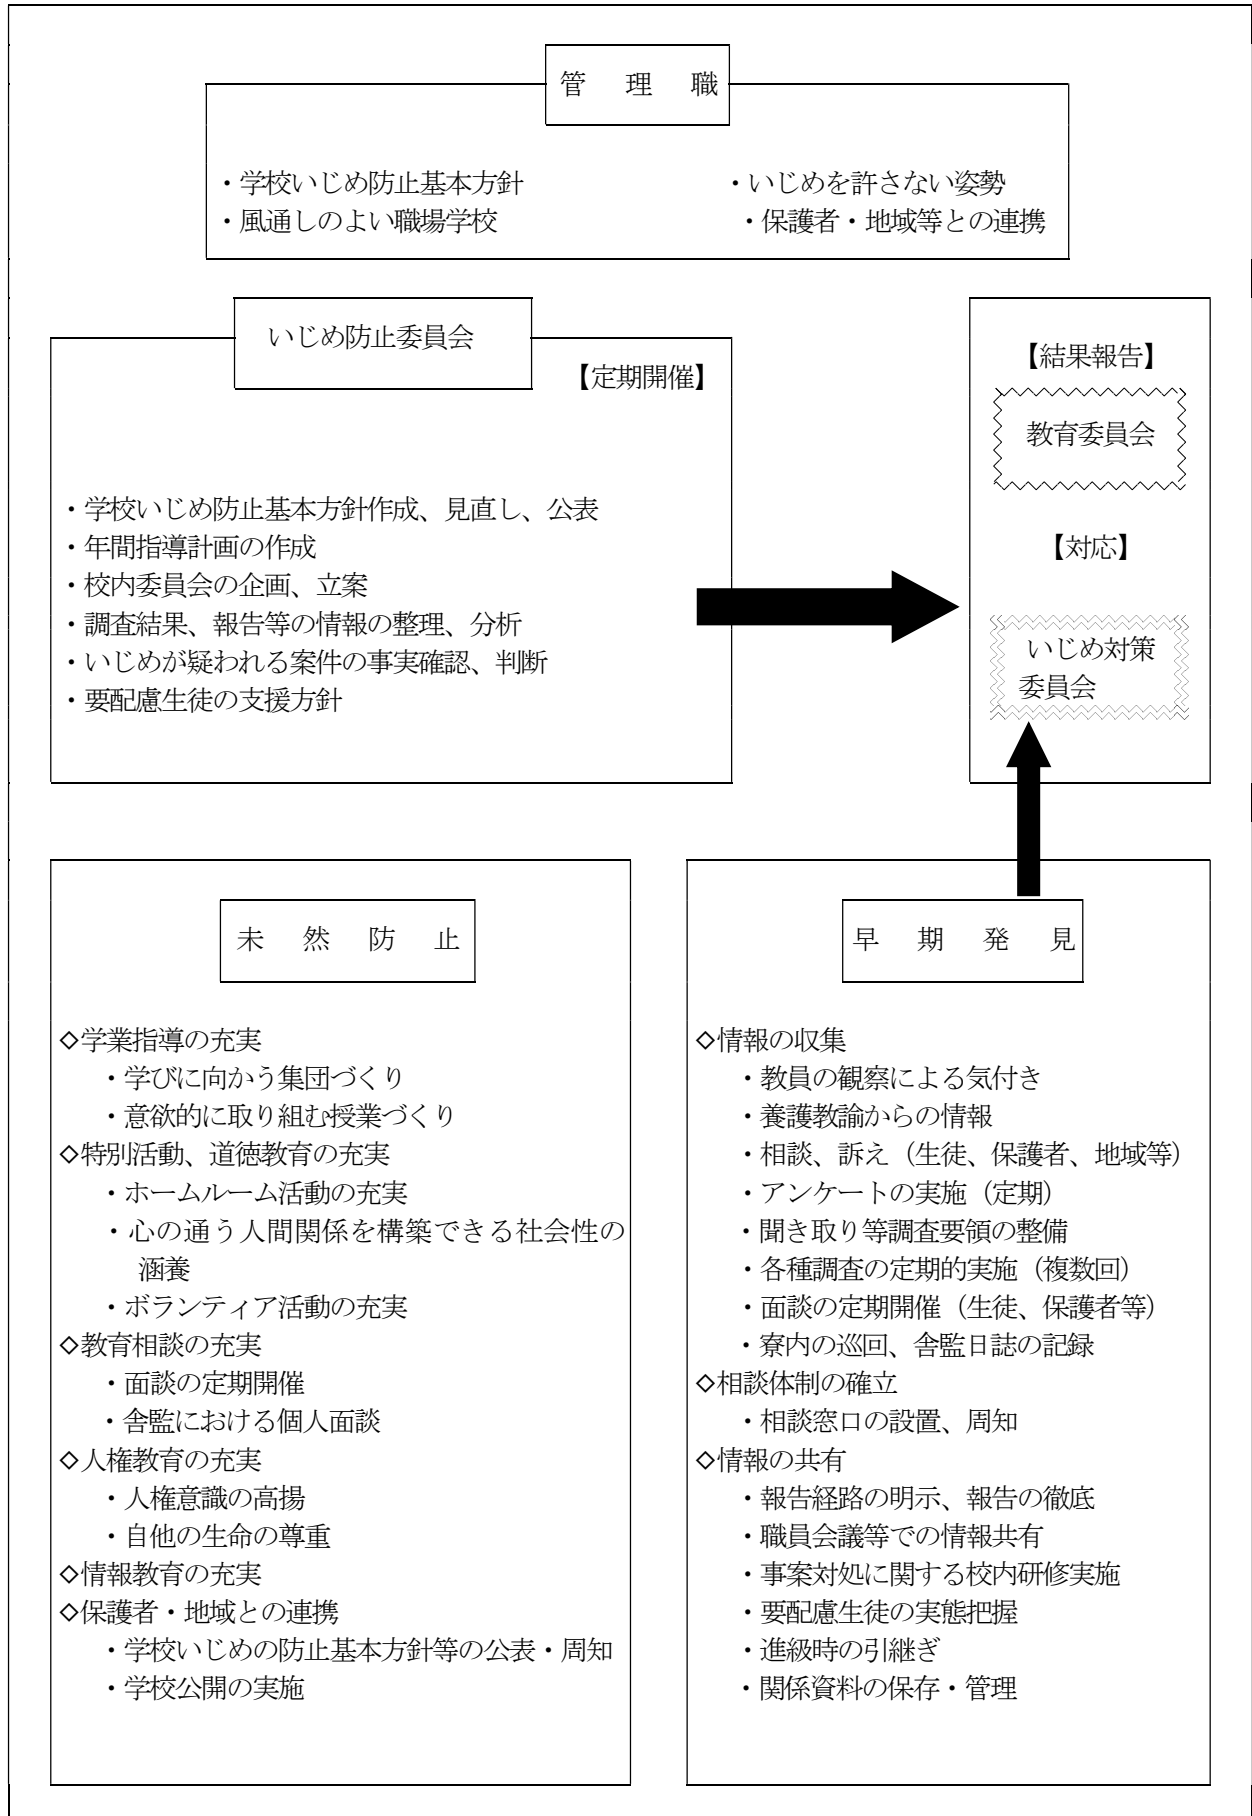 管理職
・学校いじめ防止基本方針
・いじめを許さない姿勢
・風通しのよい職場学校
・保護者・地域等との連携
いじめ防止委員会
【定期開催】
・学校いじめ防止基本方針作成、見直し、公表
・年間指導計画の作成
・校内委員会の企画、立案
・調査結果、報告等の情報の整理、分析
・いじめが疑われる案件の事実確認、判断
・要配慮生徒の支援方針
【結果報告】
教育委員会
【対応】
いじめ対策
委員会
未然防止
◇学業指導の充実
・学びに向かう集団づくり
・意欲的に取り組む授業づくり
◇特別活動、道徳教育の充実
・ホームルーム活動の充実
・心の通う人間関係を構築できる社会性の
涵養
・ボランティア活動の充実
◇教育相談の充実
・面談の定期開催
・舎監における個人面談
◇人権教育の充実
・人権意識の高揚
・自他の生命の尊重
◇情報教育の充実
◇保護者・地域との連携
・学校いじめの防止基本方針等の公表・周知
・学校公開の実施
早期発見
◇情報の収集
・教員の観察による気付き
・養護教諭からの情報
・相談、訴え（生徒、保護者、地域等）
・アンケートの実施（定期）
・聞き取り等調査要領の整備
・各種調査の定期的実施（複数回）
・面談の定期開催（生徒、保護者等）
・寮内の巡回、舎監日誌の記録
◇相談体制の確立
・相談窓口の設置、周知
◇情報の共有
・報告経路の明示、報告の徹底
・職員会議等での情報共有
・事案対処に関する校内研修実施
・要配慮生徒の実態把握
・進級時の引継ぎ
・関係資料の保存・管理